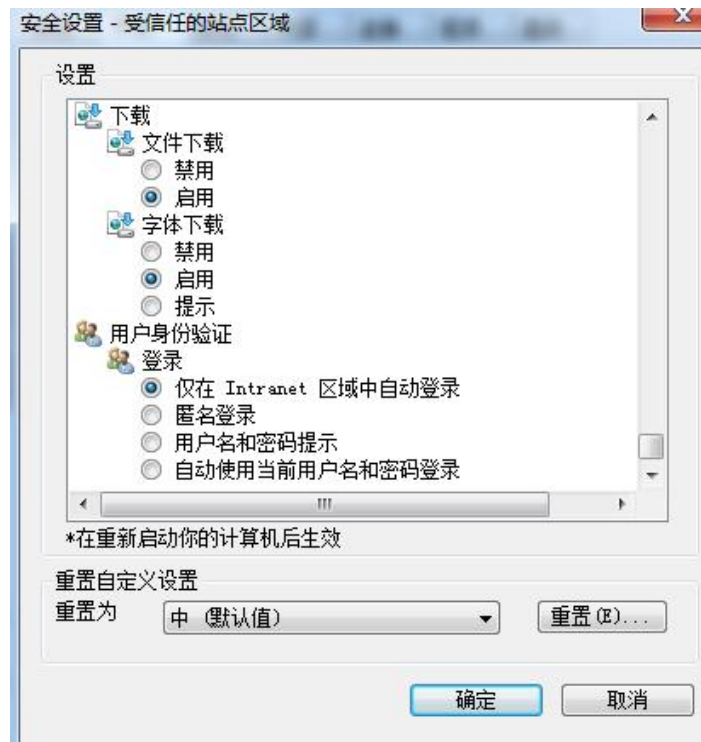 安全设置 - 受信任的站点区域
设置
下载
文件下载
禁用
启用
字体下载
禁用
启用
提示
用户身份验证
登录
仅在 Intranet 区域中自动登录
匿名登录
用户名和密码提示
自动使用当前用户名和密码登录
*在重新启动你的计算机后生效
重置自定义设置
重置为
中 (默认值)
重置(E)...
确定
取消